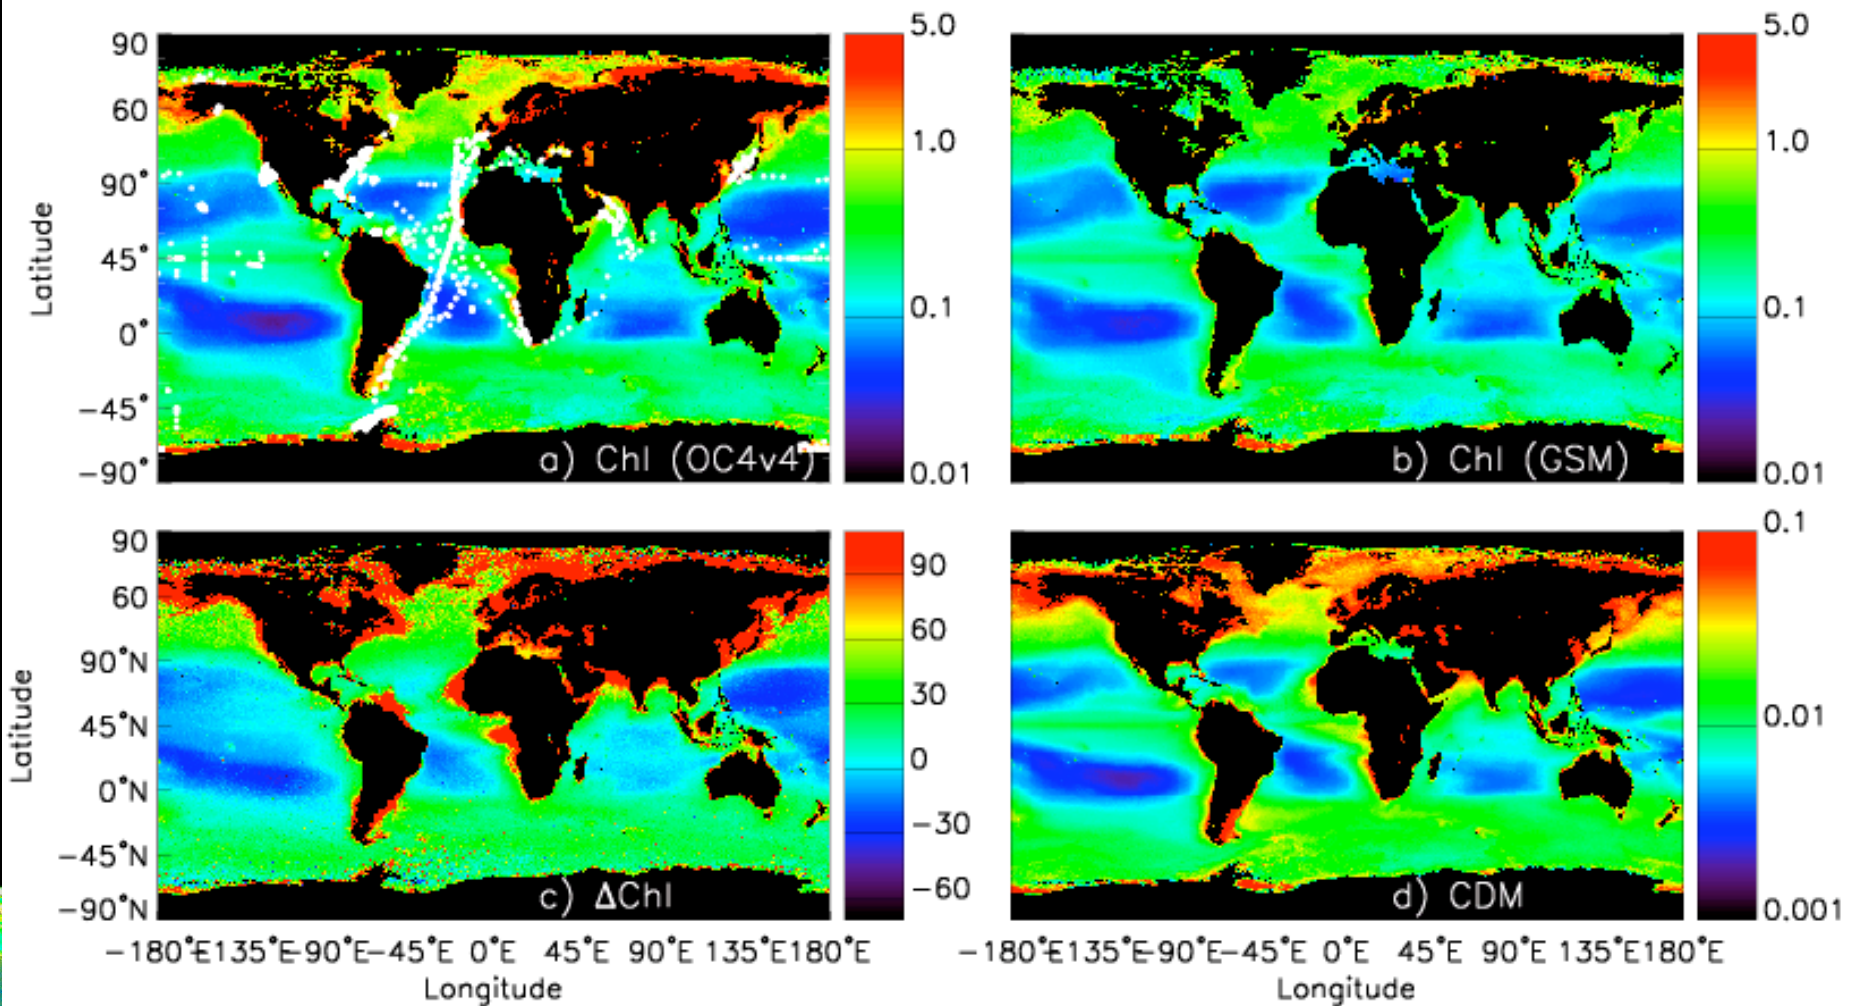 90
60
90°
45°
0°
−45°
−90°
Latitude
a) Chl (OC4v4)
5.0
1.0
0.1
0.01
b) Chl (GSM)
5.0
1.0
0.1
0.01
90
60
90°N
45°N
0°N
−45°N
−90°N
Latitude
c) ΔChl
90
60
30
0
−30
−60
−180°E−135°E−90°E−45°E 0°E 45°E 90°E 135°E180°E
Longitude
d) CDM
0.1
0.01
0.001
−180°E−135°E−90°E−45°E 0°E 45°E 90°E 135°E180°E
Longitude